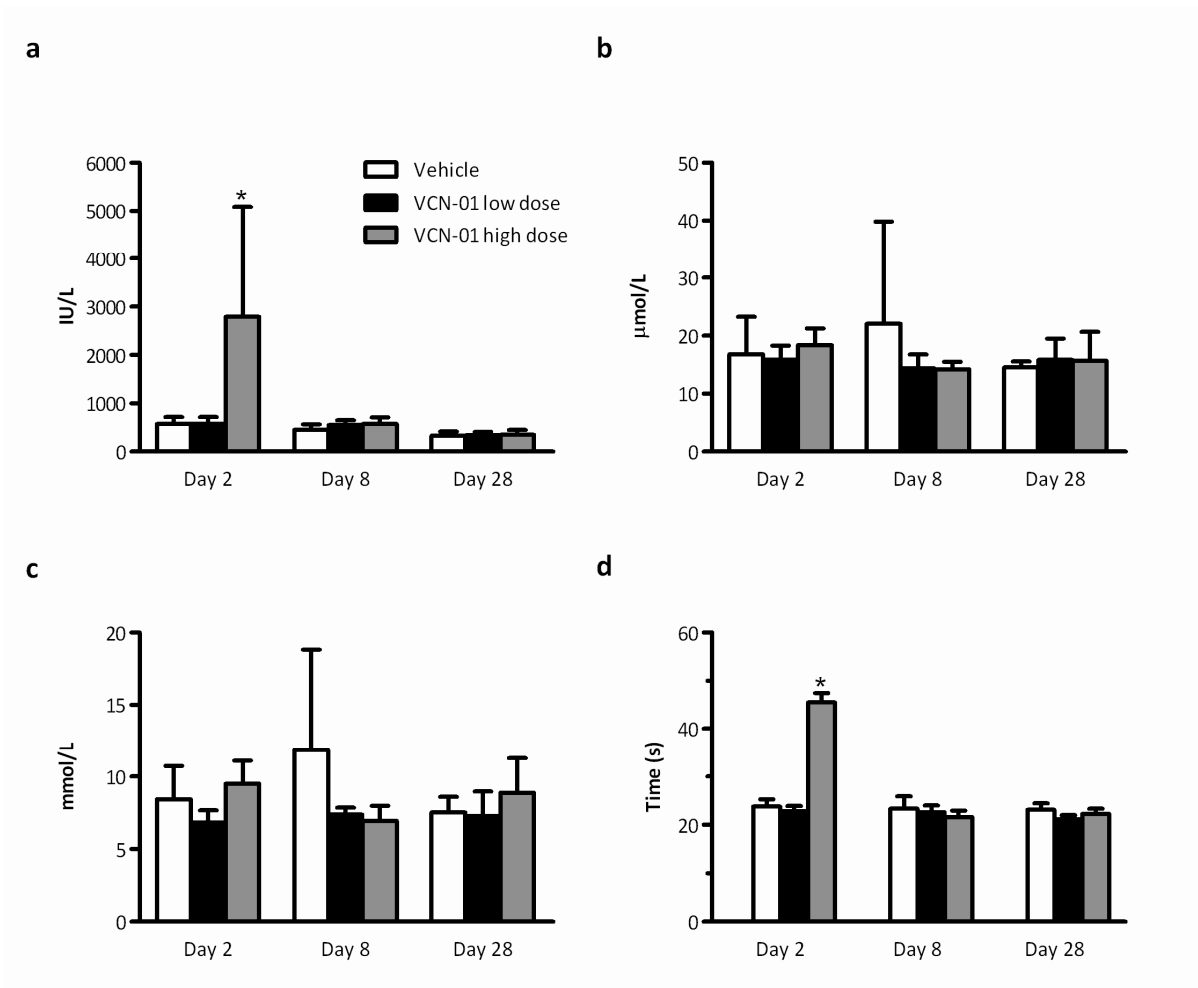 a
6000
5000
4000
3000
2000
1000
0
IU/L
*
Vehicle
VCN-01 low dose
VCN-01 high dose
Day 2 Day 8 Day 28
b
50
40
30
20
10
0
µmol/L
Day 2 Day 8 Day 28
c
20
15
10
5
0
mmol/L
Day 2 Day 8 Day 28
d
60
40
20
0
Time (s)
*
Day 2 Day 8 Day 28